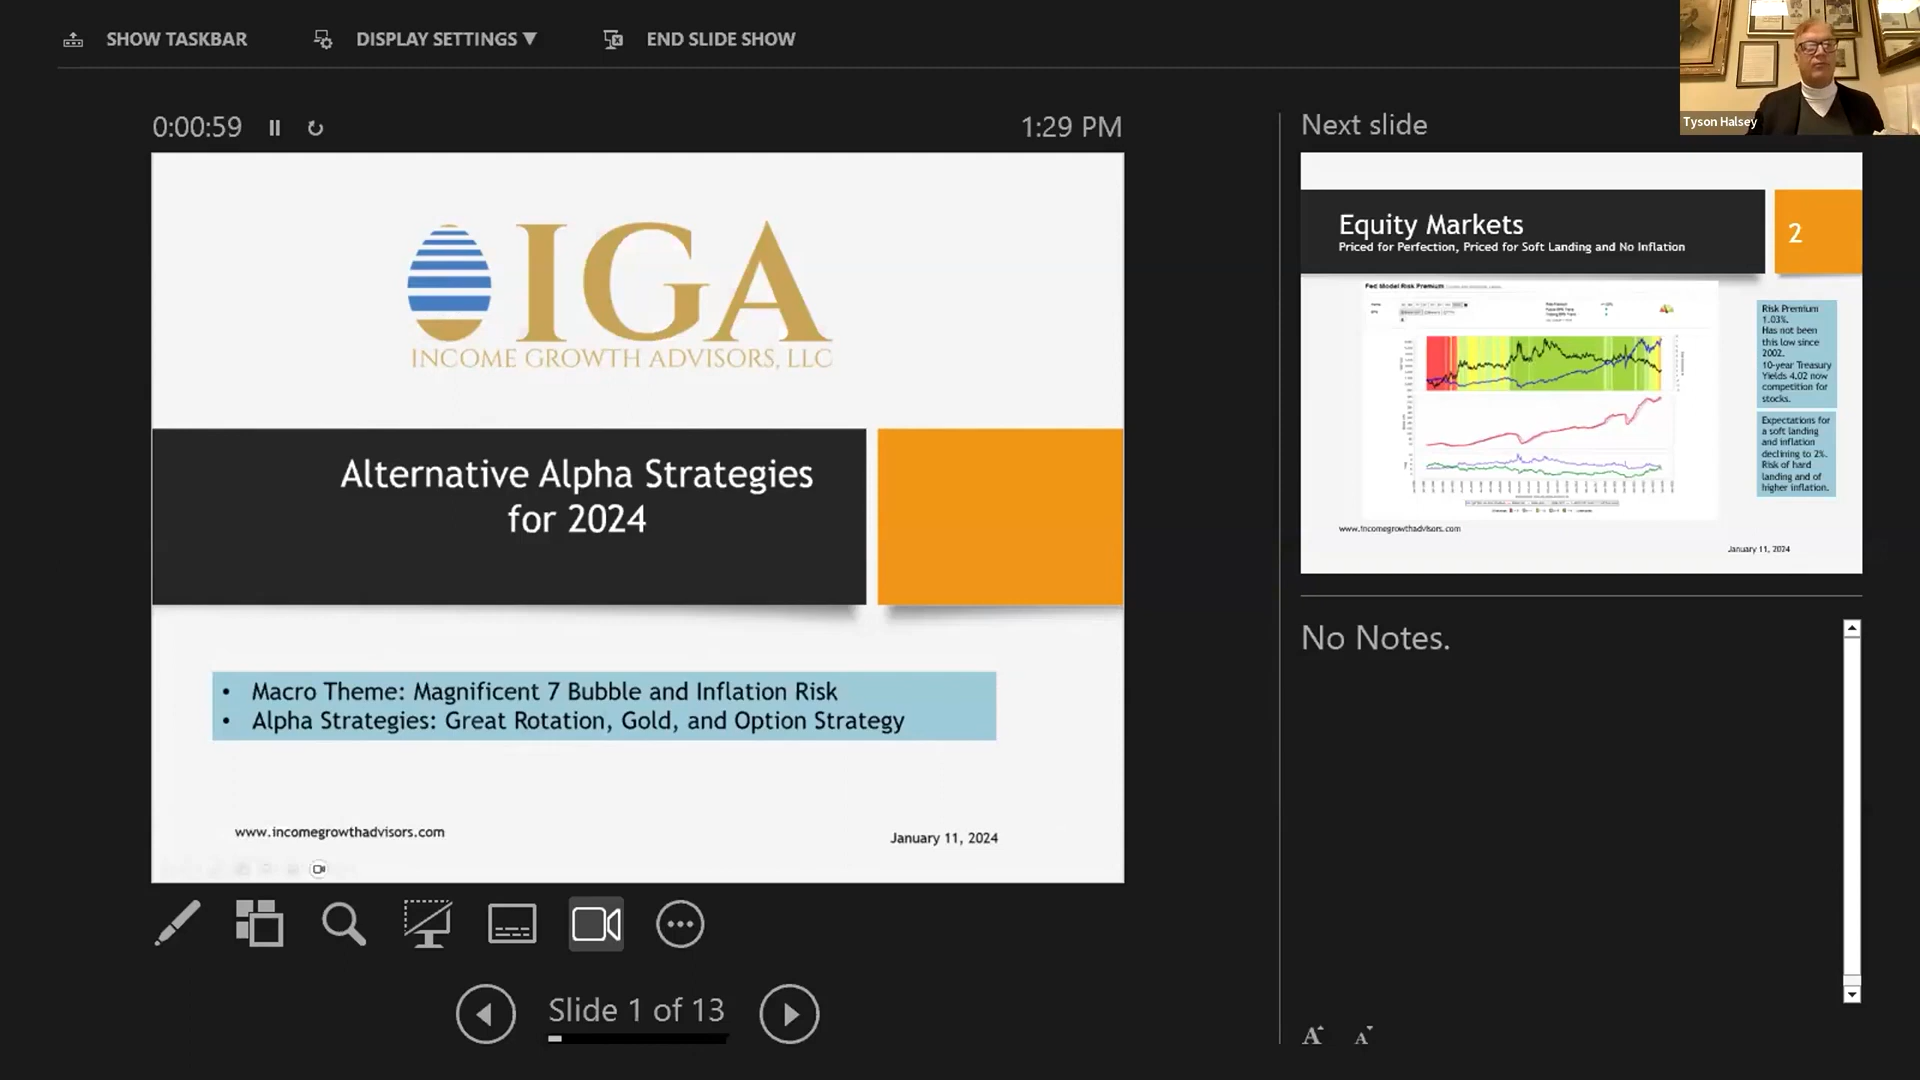 SHOW TASKBAR
DISPLAY SETTINGS ▼
END SLIDE SHOW
Tyson Halsey
0:00:59
1:29 PM
IGA
INCOME GROWTH ADVISORS, LLC
Alternative Alpha Strategies
for 2024
• Macro Theme: Magnificent 7 Bubble and Inflation Risk
• Alpha Strategies: Great Rotation, Gold, and Option Strategy
www.incomegrowthadvisors.com
January 11, 2024
Slide 1 of 13
Next slide
Equity Markets
Priced for Perfection, Priced for Soft Landing and No Inflation
2
Fed Model Risk Premium
Risk Premium
1.03%.
Has not been
this low since
2002.
10-year Treasury
Yields 4.02 now
competition for
stocks.
Expectations for
a soft landing
and inflation
declining to 2%.
Risk of hard
landing and of
higher inflation.
www.incomegrowthadvisors.com
January 11, 2024
No Notes.
A A